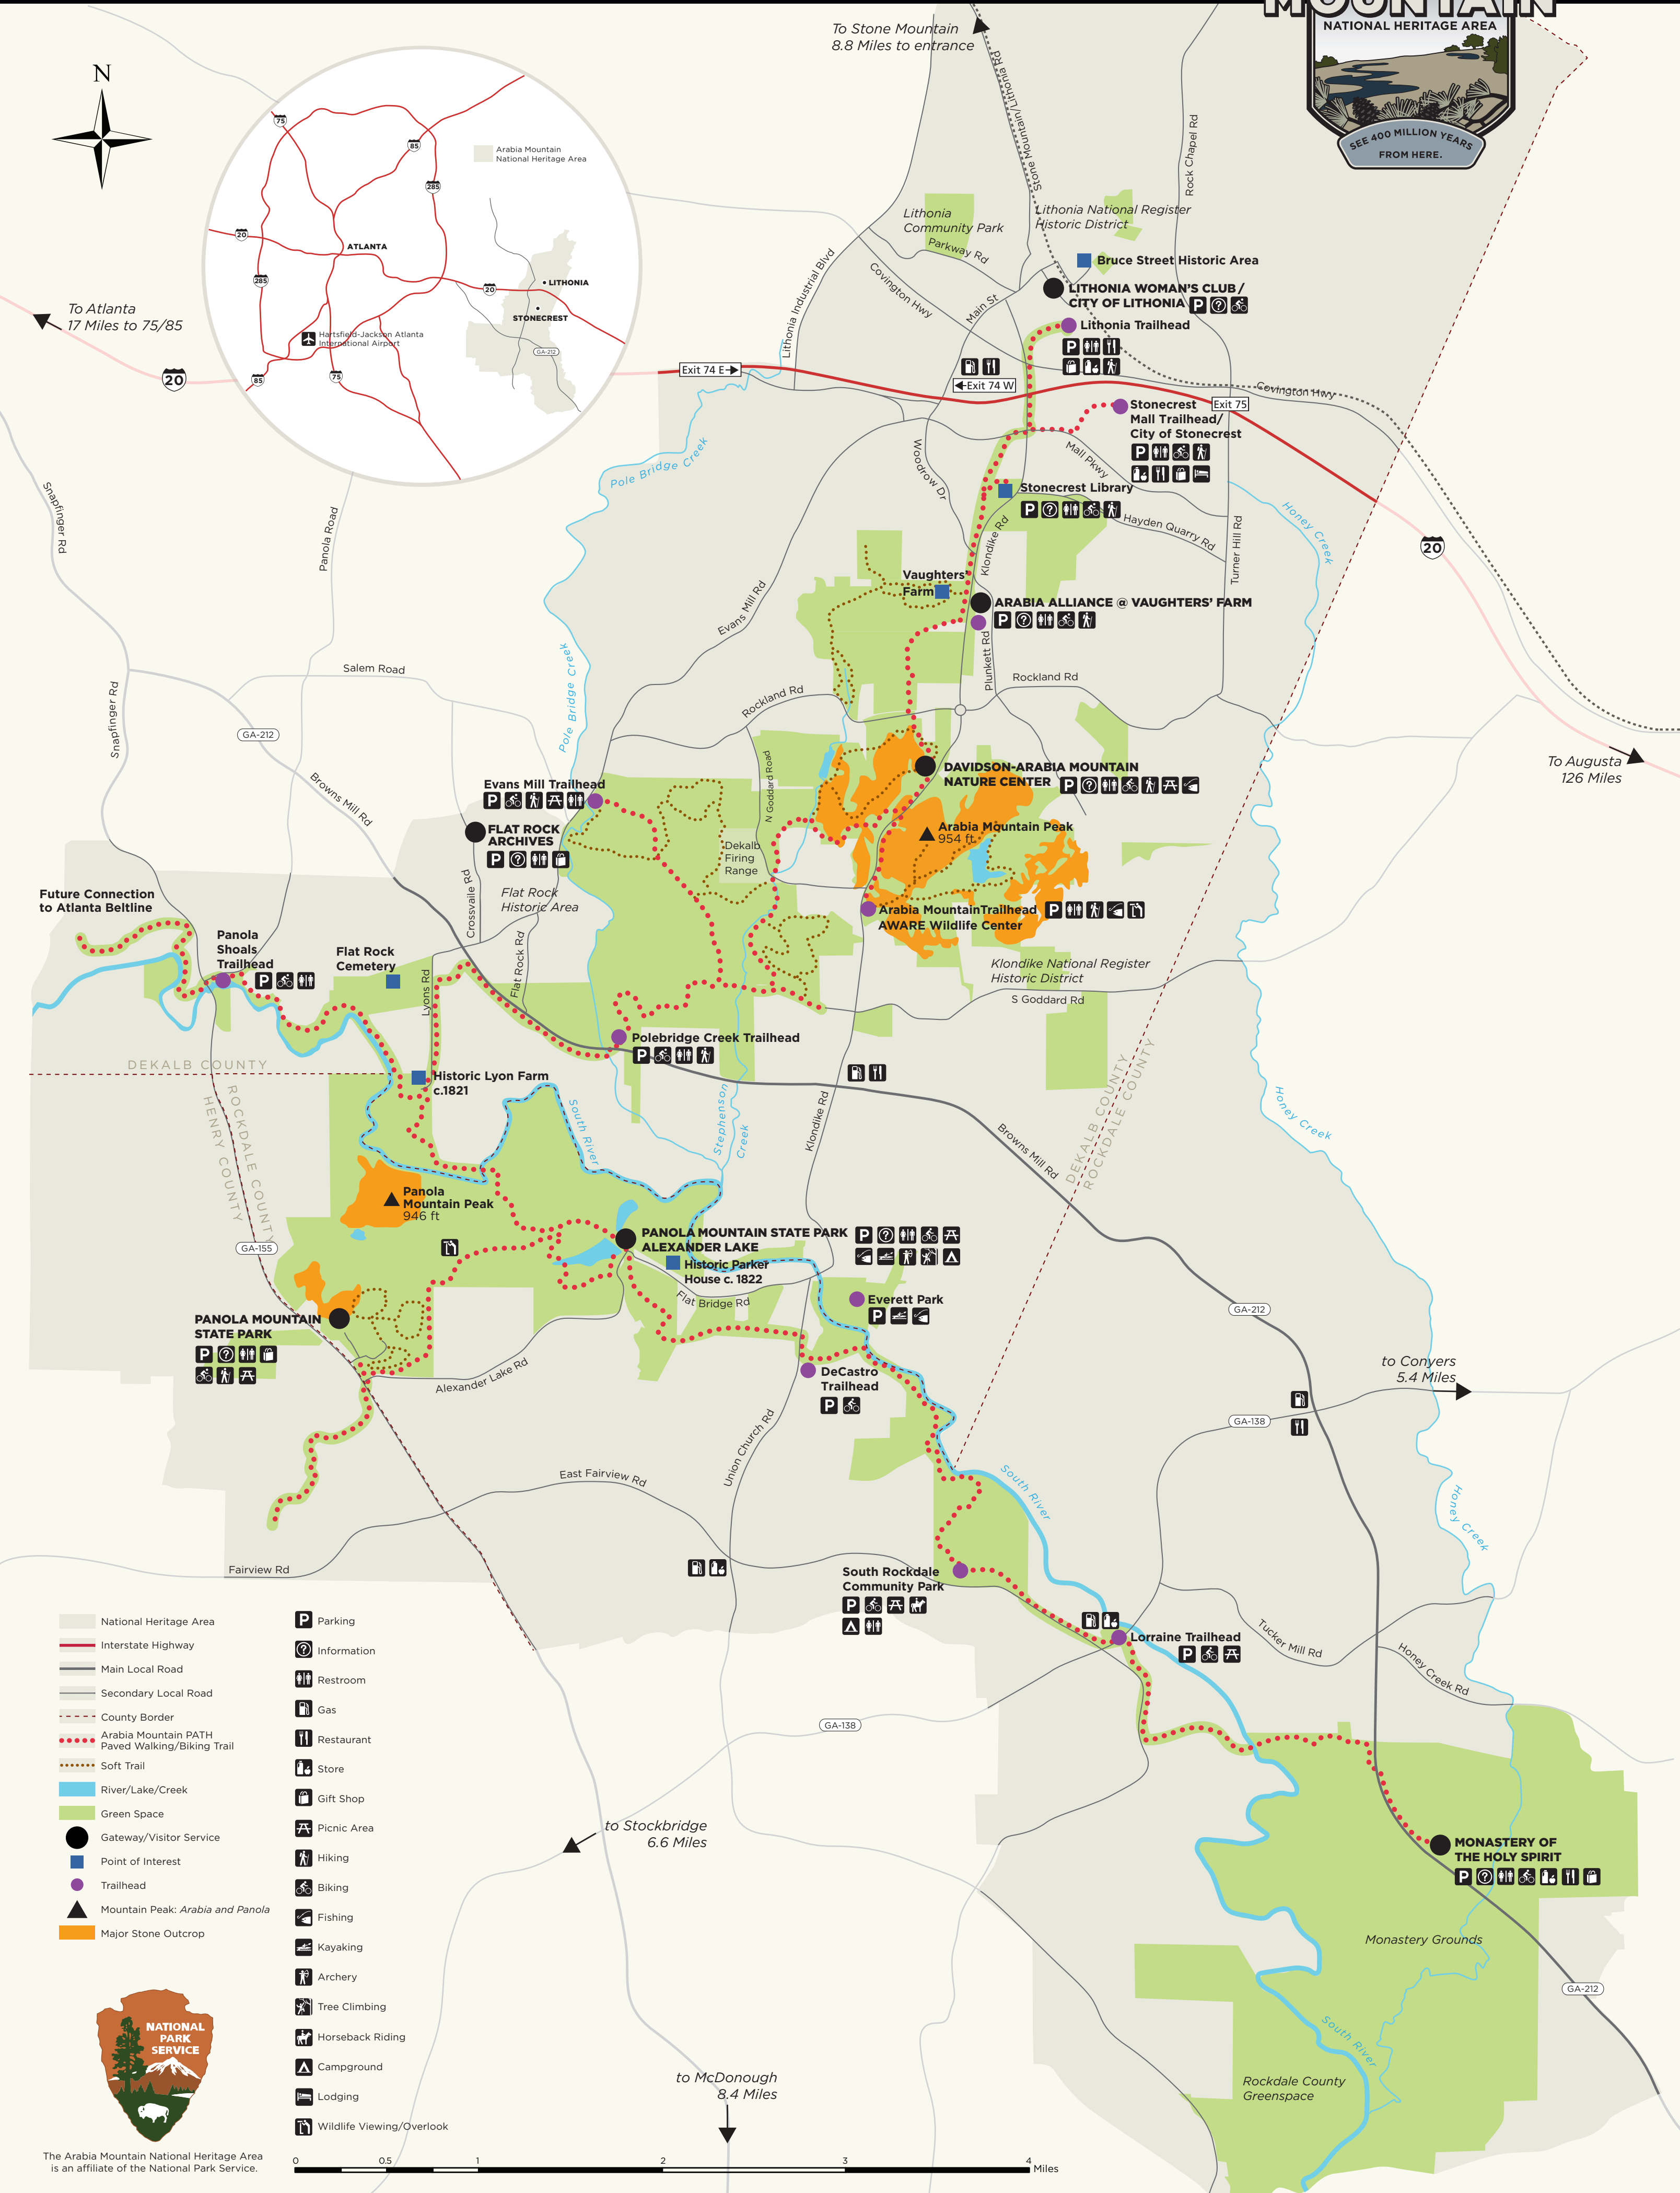 MOUNTAIN
NATIONAL HERITAGE AREA
SEE 400 MILLION YEARS
FROM HERE.
To Stone Mountain
8.8 Miles to entrance
N
75
85
285
20
ATLANTA
285
20
LITHONIA
STONECREST
GA-212
Hartsfield-Jackson Atlanta
International Airport
85
75
Arabia Mountain
National Heritage Area
To Atlanta
17 Miles to 75/85
20
Stone Mountain/Lithonia Rd
Rock Chapel Rd
Lithonia
Community Park
Lithonia National Register
Historic District
Parkway Rd
Bruce Street Historic Area
Lithonia Industrial Blvd
Covington Hwy
Main St
LITHONIA WOMAN'S CLUB /
CITY OF LITHONIA
Lithonia Trailhead
Exit 74 E
Exit 74 W
Covington Hwy
Exit 75
Stonecrest
Mall Trailhead/
City of Stonecrest
Pole Bridge Creek
Woodrow Dr
Mall Pkwy
Stonecrest Library
Hayden Quarry Rd
Honey Creek
Turner Hill Rd
20
Snapfinger Rd
Panola Road
Klondike Rd
Vaughters'
Farm
ARABIA ALLIANCE @ VAUGHTERS' FARM
Evans Mill Rd
Plunkett Rd
Pole Bridge Creek
Salem Road
Rockland Rd
Rockland Rd
Snapfinger Rd
GA-212
N Goddard Road
To Augusta
126 Miles
DAVIDSON-ARABIA MOUNTAIN
NATURE CENTER
Browns Mill Rd
Evans Mill Trailhead
FLAT ROCK
ARCHIVES
Arabia Mountain Peak
954 ft.
Dekalb
Firing
Range
Crossvale Rd
Flat Rock
Historic Area
Future Connection
to Atlanta Beltline
Arabia MountainTrailhead
AWARE Wildlife Center
Panola
Shoals
Trailhead
Flat Rock
Cemetery
Lyons Rd
Flat Rock Rd
Klondike National Register
Historic District
S Goddard Rd
Polebridge Creek Trailhead
DEKALB COUNTY
ROCKDALE COUNTY
HENRY COUNTY
Historic Lyon Farm
c.1821
South River
Stephenson
Creek
Klondike Rd
Browns Mill Rd
DEKALB COUNTY
ROCKDALE COUNTY
Honey Creek
Panola
Mountain Peak
946 ft
GA-155
PANOLA MOUNTAIN STATE PARK
ALEXANDER LAKE
Historic Parker
House c. 1822
Flat Bridge Rd
Everett Park
GA-212
PANOLA MOUNTAIN
STATE PARK
Alexander Lake Rd
DeCastro
Trailhead
to Conyers
5.4 Miles
GA-138
Union Church Rd
East Fairview Rd
South River
Honey Creek
Fairview Rd
South Rockdale
Community Park
Lorraine Trailhead
Tucker Mill Rd
Honey Creek Rd
GA-138
to Stockbridge
6.6 Miles
MONASTERY OF
THE HOLY SPIRIT
Monastery Grounds
GA-212
South River
Rockdale County
Greenspace
to McDonough
8.4 Miles
National Heritage Area
Interstate Highway
Main Local Road
Secondary Local Road
County Border
Arabia Mountain PATH
Paved Walking/Biking Trail
Soft Trail
River/Lake/Creek
Green Space
Gateway/Visitor Service
Point of Interest
Trailhead
Mountain Peak: Arabia and Panola
Major Stone Outcrop
Parking
Information
Restroom
Gas
Restaurant
Store
Gift Shop
Picnic Area
Hiking
Biking
Fishing
Kayaking
Archery
Tree Climbing
Horseback Riding
Campground
Lodging
Wildlife Viewing/Overlook
NATIONAL
PARK
SERVICE
The Arabia Mountain National Heritage Area
is an affiliate of the National Park Service.
0 0.5 1 2 3 4
Miles